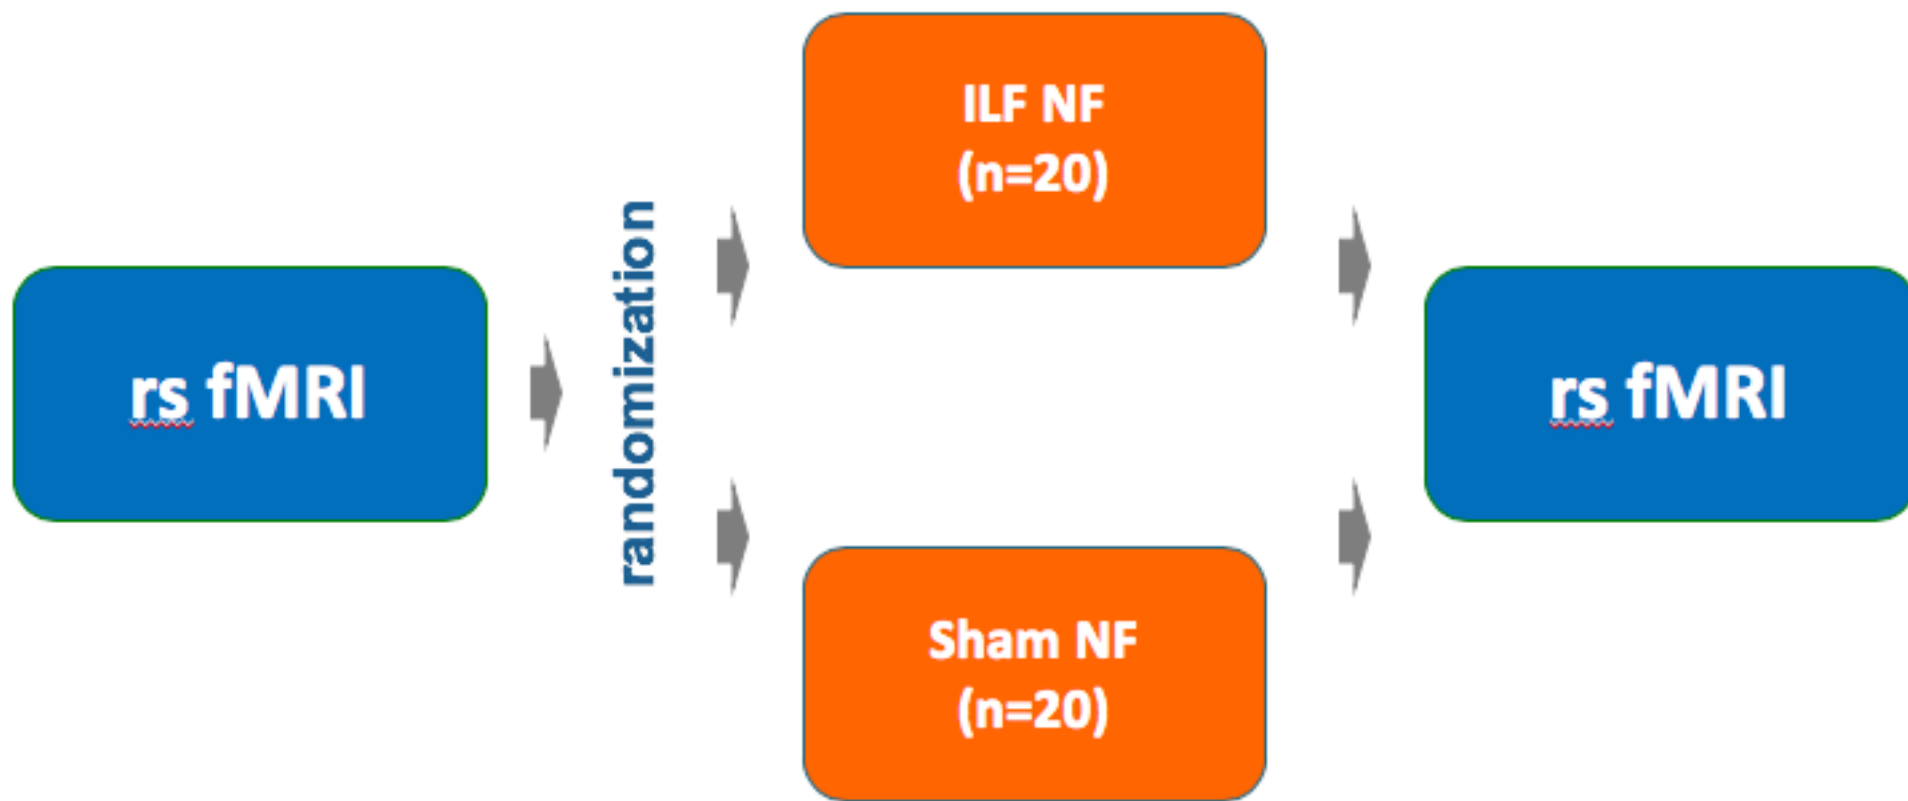 rs fMRI
randomization
ILF NF
(n=20)
Sham NF
(n=20)
rs fMRI